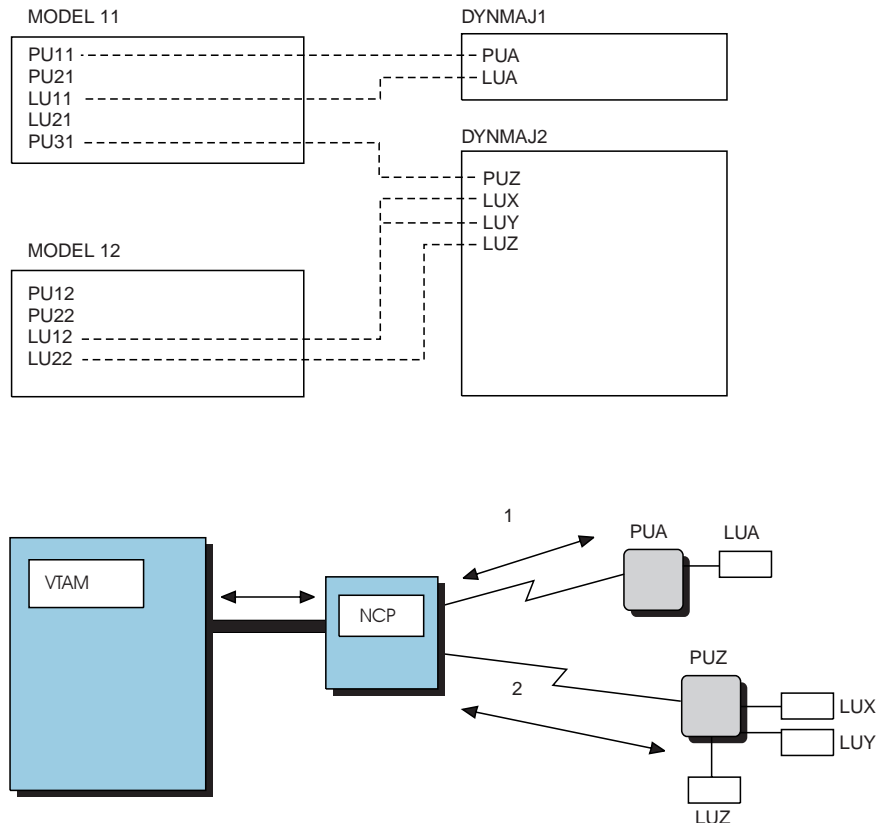 MODEL 11
PU11
PU21
LU11
LU21
PU31
DYNMAJ1
PUA
LUA
DYNMAJ2
PUZ
LUX
LUY
LUZ
MODEL 12
PU12
PU22
LU12
LU22
VTAM
NCP
1
PUA
LUA
2
PUZ
LUX
LUY
LUZ